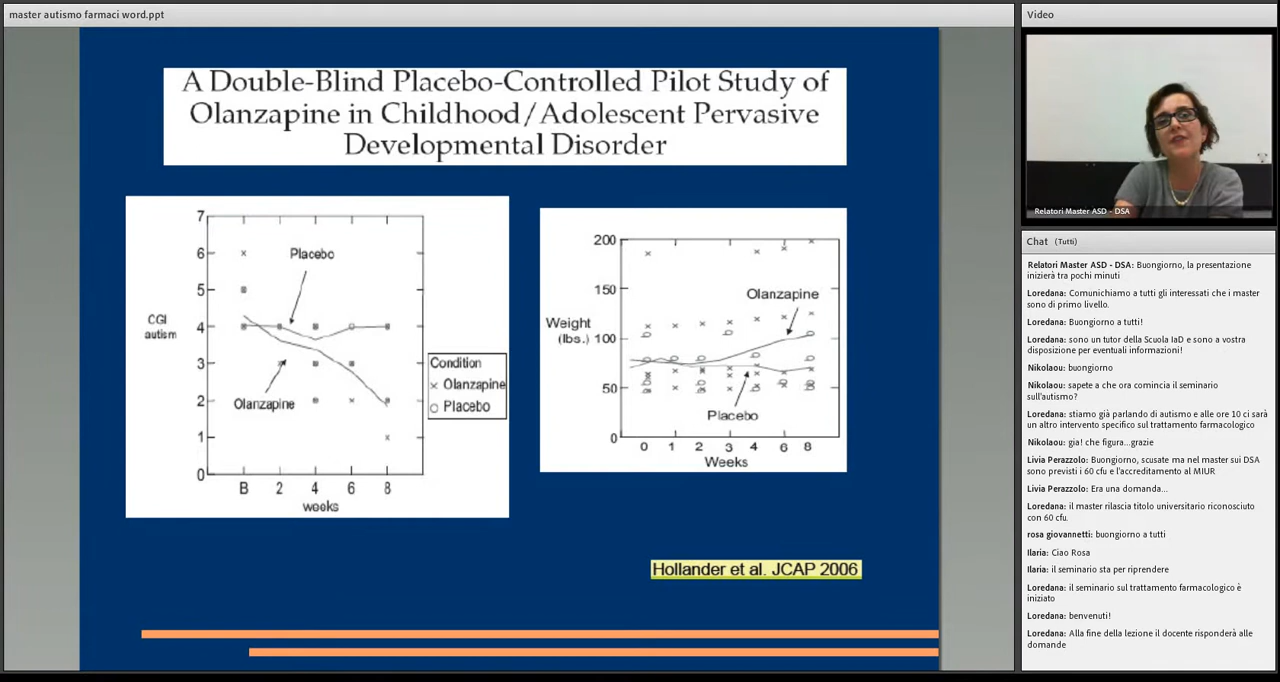 master autismo farmaci word.ppt
A Double-Blind Placebo-Controlled Pilot Study of
Olanzapine in Childhood/Adolescent Pervasive
Developmental Disorder
7
6
5
4
3
2
1
0
CGI
autism
Placebo
Olanzapine
B 2 4 6 8
weeks
Condition
× Olanzapine
○ Placebo
200
150
100
50
0
Weight
(lbs.)
Olanzapine
Placebo
0 1 2 3 4 6 8
Weeks
Hollander et al. JCAP 2006
Video
Relatori Master ASD - DSA
Chat (Tutti)
Relatori Master ASD - DSA: Buongiorno, la presentazione
inizierà tra pochi minuti
Loredana: Comunichiamo a tutti gli interessati che i master
sono di primo livello.
Loredana: Buongiorno a tutti!
Loredana: sono un tutor della Scuola IaD e sono a vostra
disposizione per eventuali informazioni!
Nikolaou: buongiorno
Nikolaou: sapete a che ora comincia il seminario
sull'autismo?
Loredana: stiamo già parlando di autismo e alle ore 10 ci sarà
un altro intervento specifico sul trattamento farmacologico
Nikolaou: gia! che figura...grazie
Livia Perazzolo: Buongiorno, scusate ma nel master sui DSA
sono previsti i 60 cfu e l'accreditamento al MIUR
Livia Perazzolo: Era una domanda...
Loredana: il master rilascia titolo universitario riconosciuto
con 60 cfu.
rosa giovannetti: buongiorno a tutti
Ilaria: Ciao Rosa
Ilaria: il seminario sta per riprendere
Loredana: il seminario sul trattamento farmacologico è
iniziato
Loredana: benvenuti!
Loredana: Alla fine della lezione il docente risponderà alle
domande